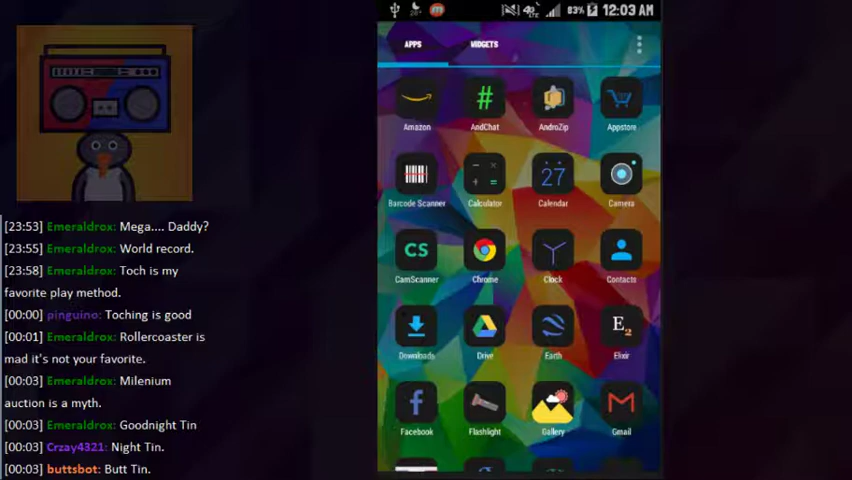 4G
LTE
83%
12:03 AM
APPS
WIDGETS
Amazon
#
AndChat
AndroZip
Appstore
Barcode Scanner
Calculator
27
Calendar
Camera
CS
CamScanner
Chrome
Clock
Contacts
Downloads
Drive
Earth
E2
Elixir
f
Facebook
Flashlight
Gallery
Gmail
[23:53] Emeraldrox: Mega.... Daddy?
[23:55] Emeraldrox: World record.
[23:58] Emeraldrox: Toch is my
favorite play method.
[00:00] pinguino: Toching is good
[00:01] Emeraldrox: Rollercoaster is
mad it's not your favorite.
[00:03] Emeraldrox: Milenium
auction is a myth.
[00:03] Emeraldrox: Goodnight Tin
[00:03] Crzay4321: Night Tin.
[00:03] buttsbot: Butt Tin.